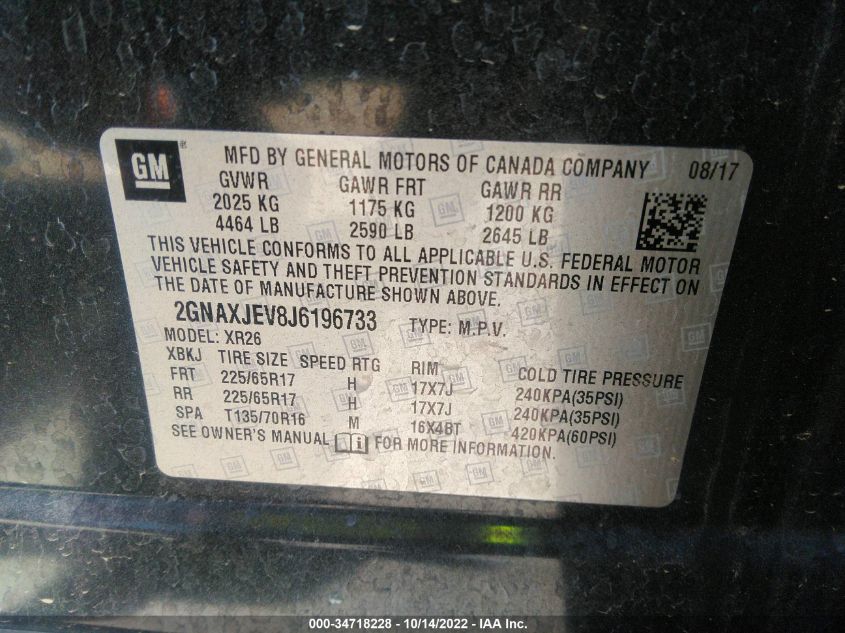 GM ® MFD BY GENERAL MOTORS OF CANADA COMPANY 08/17
GVWR GAWR FRT GAWR RR
2025 KG 1175 KG 1200 KG
4464 LB 2590 LB 2645 LB
THIS VEHICLE CONFORMS TO ALL APPLICABLE U.S. FEDERAL MOTOR
VEHICLE SAFETY AND THEFT PREVENTION STANDARDS IN EFFECT ON
THE DATE OF MANUFACTURE SHOWN ABOVE.
2GNAXJEV8J6196733 TYPE: M.P.V.
MODEL: XR26
XBKJ TIRE SIZE SPEED RTG RIM COLD TIRE PRESSURE
FRT 225/65R17 H 17X7J 240KPA(35PSI)
RR 225/65R17 H 17X7J 240KPA(35PSI)
SPA T135/70R16 M 16X4BT 420KPA(60PSI)
SEE OWNER'S MANUAL FOR MORE INFORMATION.
000-34718228 - 10/14/2022 - IAA Inc.